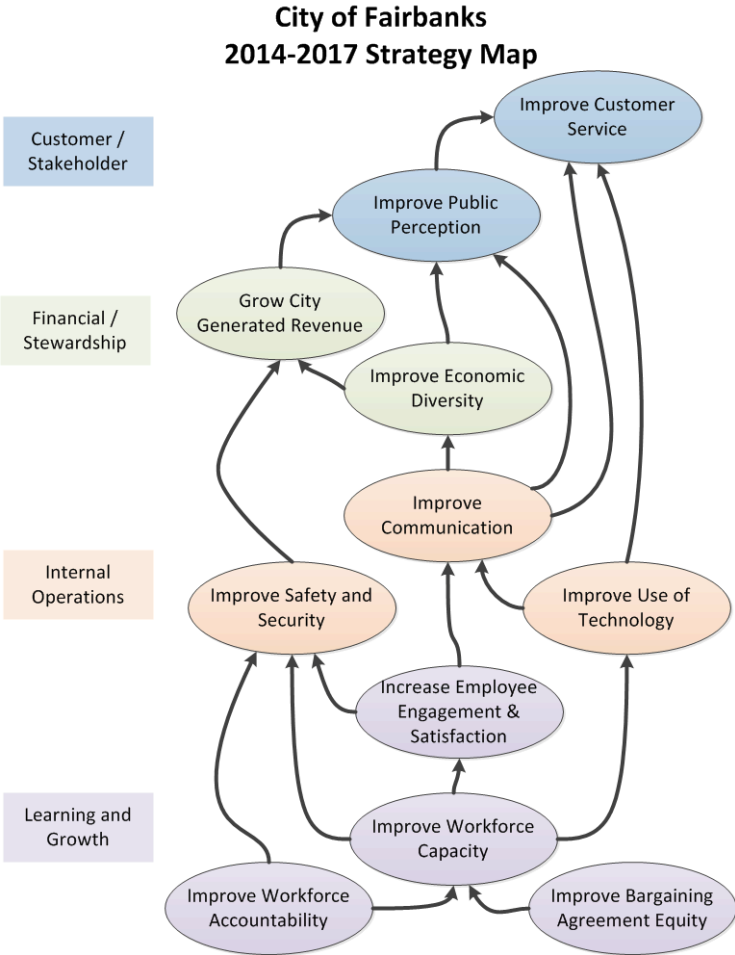 City of Fairbanks
2014-2017 Strategy Map
Improve Customer
Service
Customer /
Stakeholder
Improve Public
Perception
Grow City
Generated Revenue
Financial /
Stewardship
Improve Economic
Diversity
Improve
Communication
Internal
Operations
Improve Safety and
Security
Improve Use of
Technology
Increase Employee
Engagement &
Satisfaction
Learning and
Growth
Improve Workforce
Capacity
Improve Workforce
Accountability
Improve Bargaining
Agreement Equity